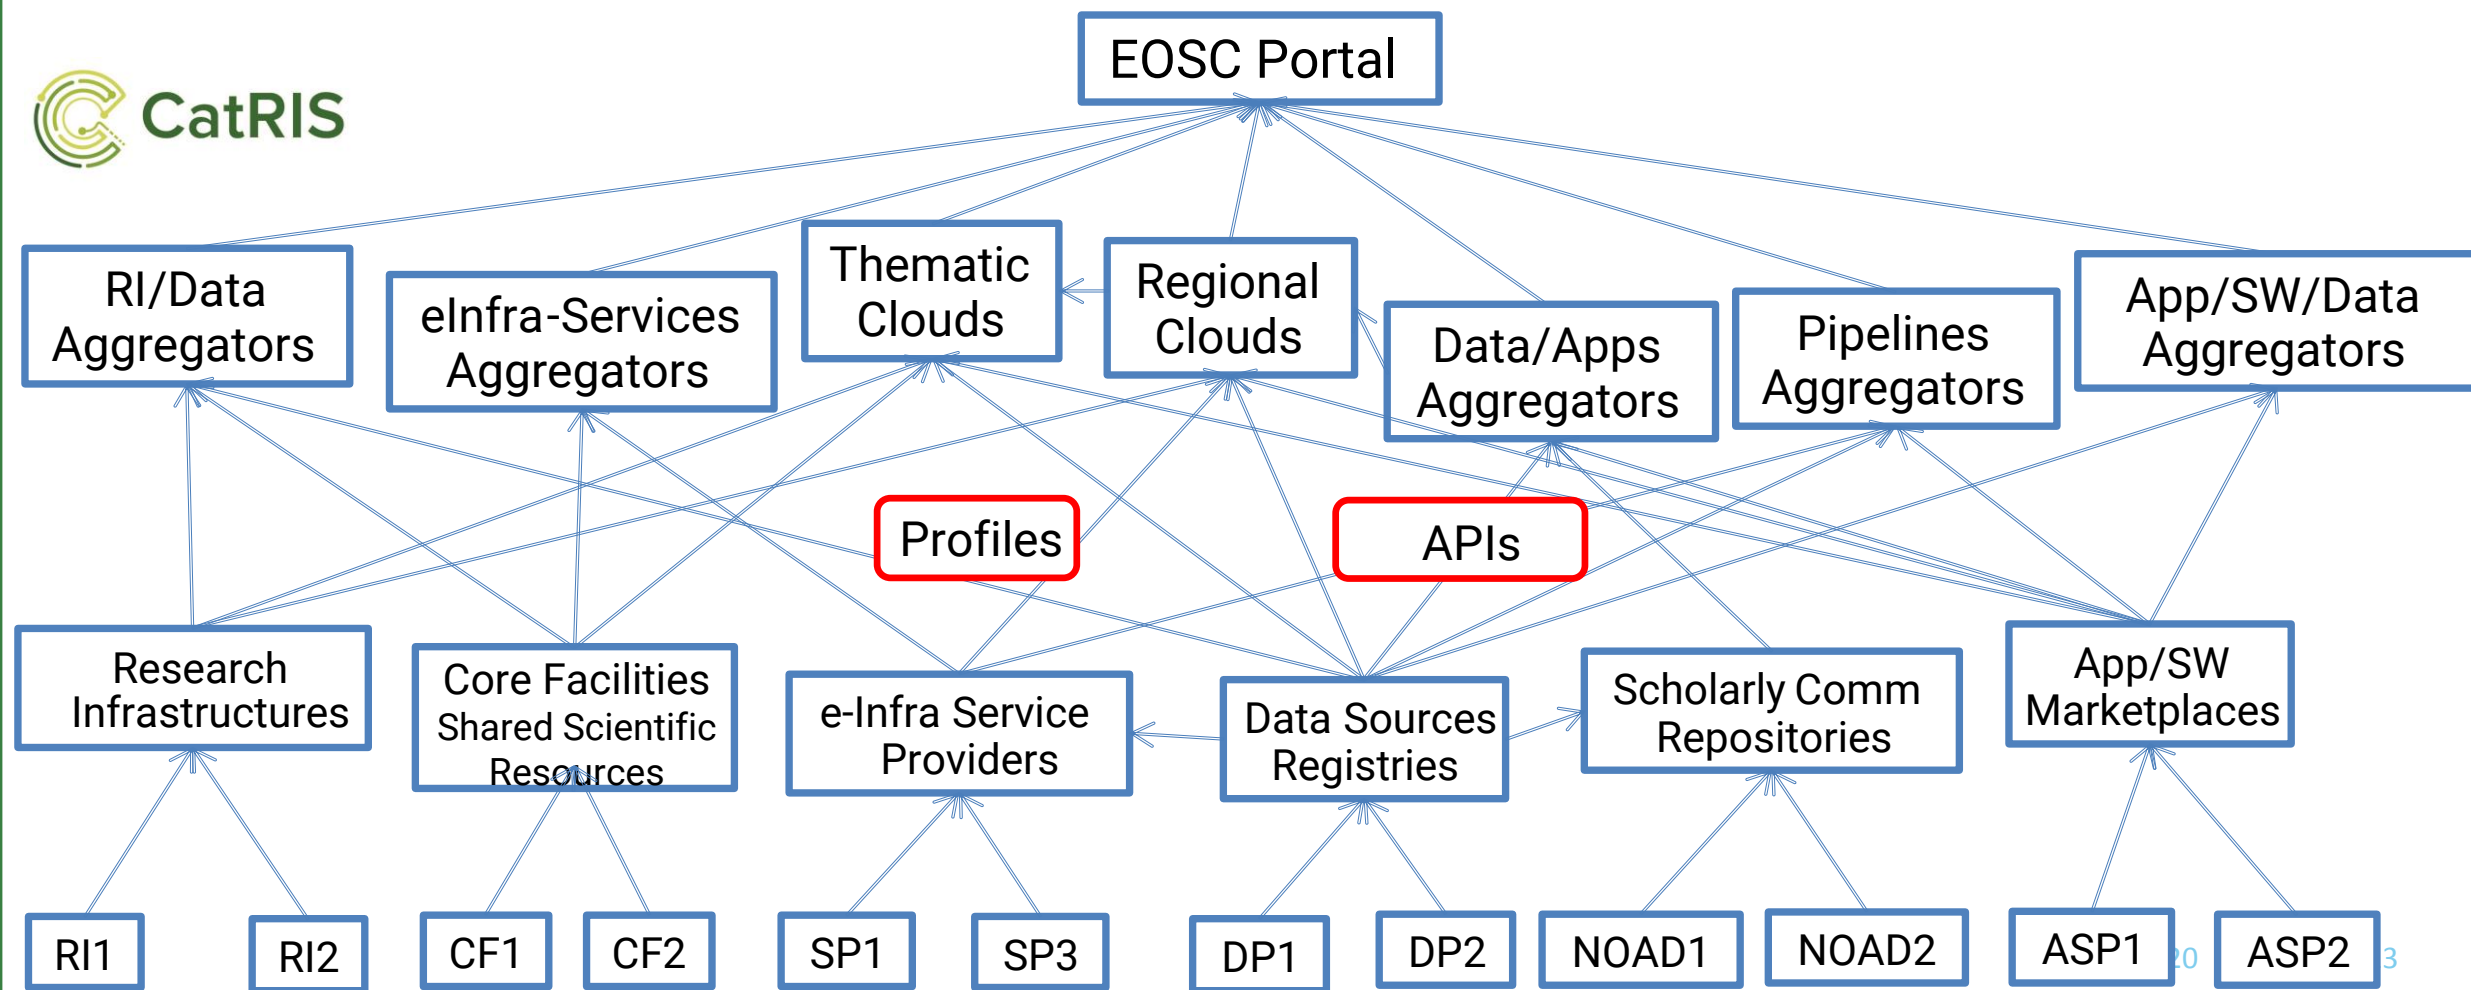 EOSC Portal
CatRIS
RI/Data
Aggregators
eInfra-Services
Aggregators
Thematic
Clouds
Regional
Clouds
Data/Apps
Aggregators
Pipelines
Aggregators
App/SW/Data
Aggregators
Profiles
APIs
Research
Infrastructures
Core Facilities
Shared Scientific
Resources
e-Infra Service
Providers
Data Sources
Registries
Scholarly Comm
Repositories
App/SW
Marketplaces
RI1
RI2
CF1
CF2
SP1
SP3
DP1
DP2
NOAD1
NOAD2
ASP1
20
ASP2
3